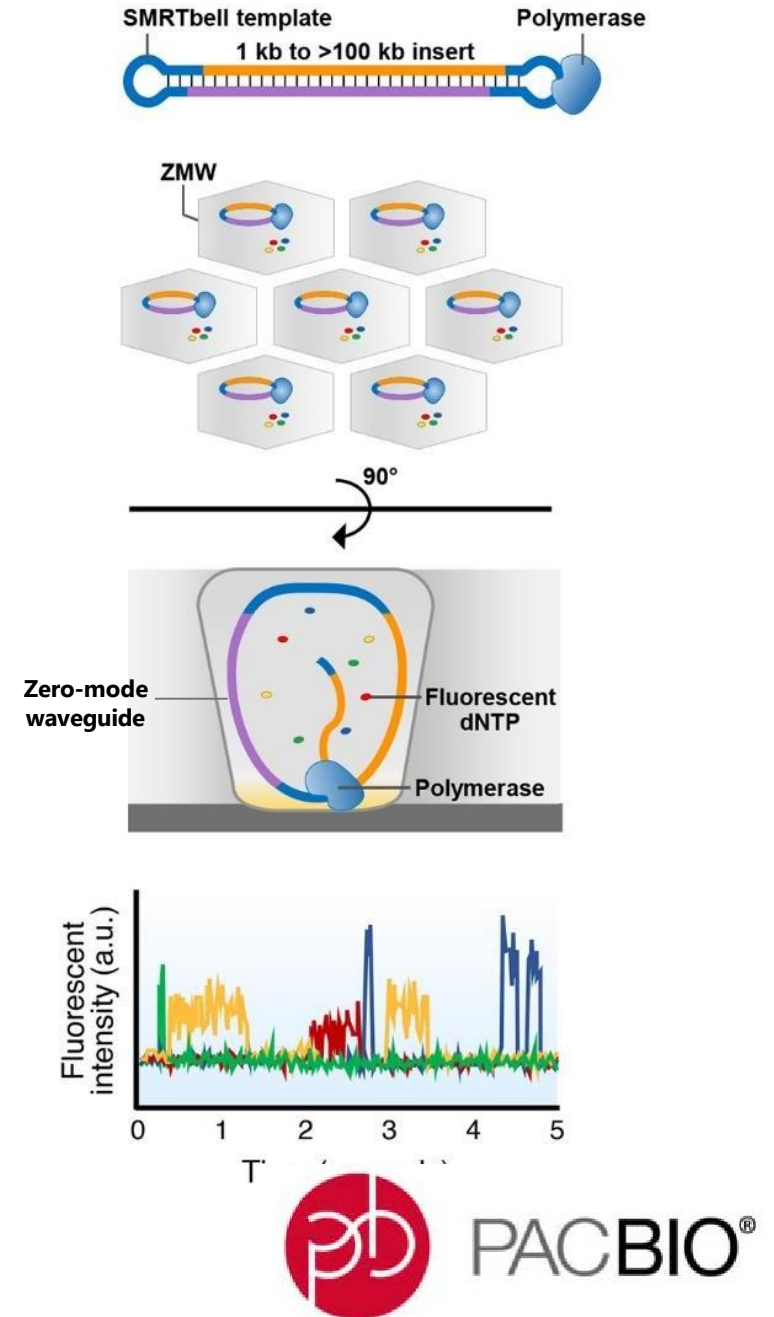 SMRTbell template
Polymerase
1 kb to >100 kb insert
ZMW
90°
Zero-mode
waveguide
Fluorescent
dNTP
Polymerase
Fluorescent
intensity (a.u.)
0 1 2 3 4 5
pb
PACBIO®